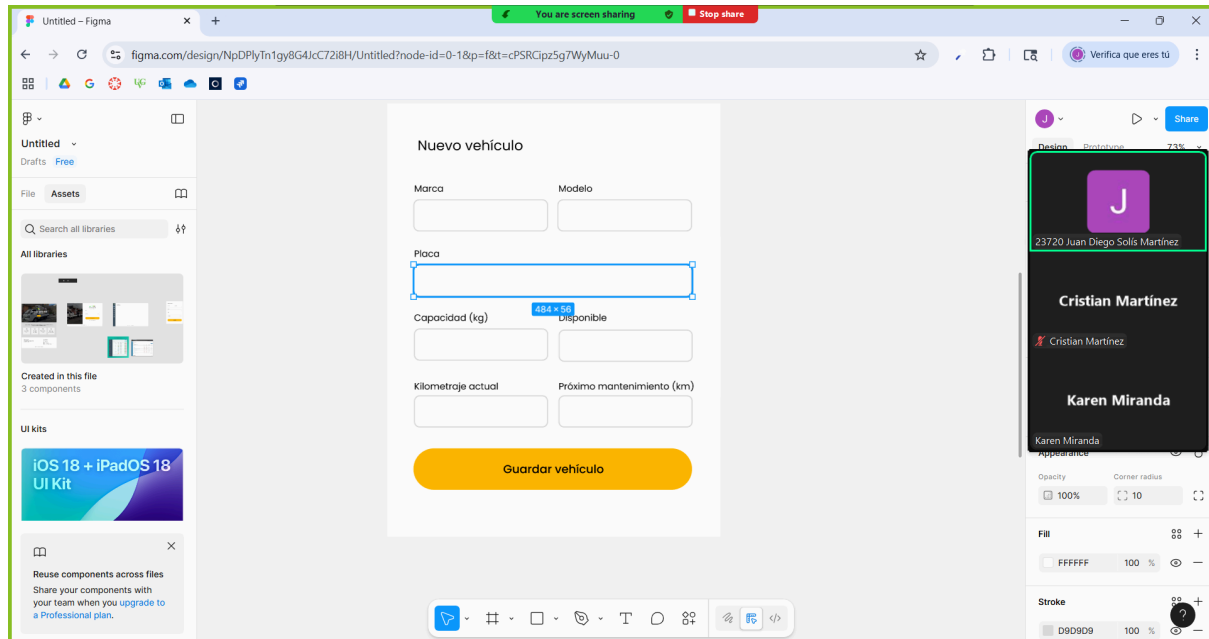 Untitled – Figma
You are screen sharing
Stop share
figma.com/design/NpDPlyTn1gy8G4JcC72i8H/Untitled?node-id=0-1&p=f&t=cPSRCipz5g7WyMuu-0
Verifica que eres tú
Untitled
Drafts Free
File Assets
Search all libraries
All libraries
Created in this file
3 components
UI kits
iOS 18 + iPadOS 18
UI Kit
Reuse components across files
Share your components with
your team when you upgrade to
a Professional plan.
Nuevo vehículo
Marca Modelo
Placa
484 × 56
Capacidad (kg) Disponible
Kilometraje actual Próximo mantenimiento (km)
Guardar vehículo
J
Share
Design Prototype 73%
J
23720 Juan Diego Solís Martínez
Cristian Martínez
Cristian Martínez
Karen Miranda
Karen Miranda
Appearance
Opacity Corner radius
100% 10
Fill
FFFFFF 100 %
Stroke
D9D9D9 100 %
?